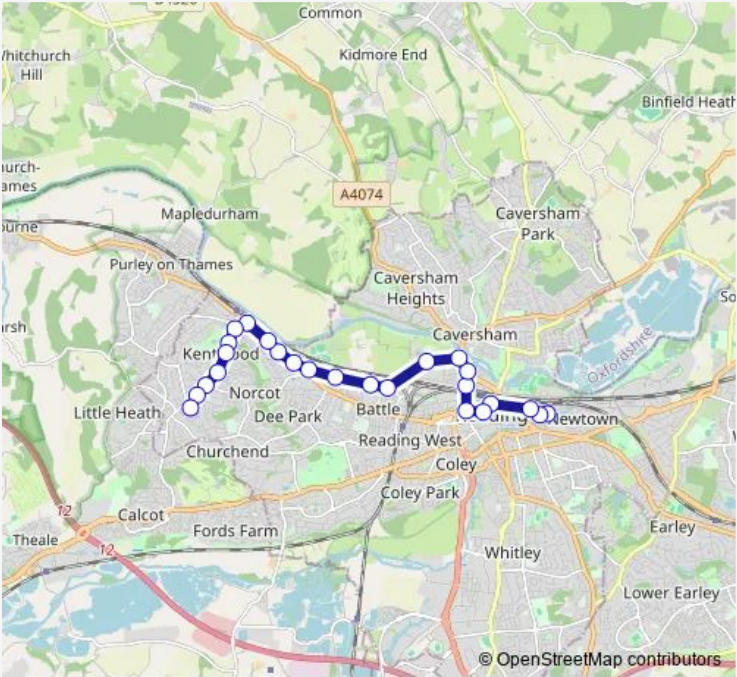 Common
Kidmore End
Whitchurch
Hill
Binfield Heath
A4074
Mapledurham
Caversham
Park
Purley on Thames
Caversham
Heights
Oxfordshire
Caversham
Kentwood
Norcot
Little Heath
Dee Park
Battle
Reading
Newtown
Reading West
Churchend
Coley
Coley Park
12
Calcot
Fords Farm
Theale
12
Earley
Whitley
Lower Earley
© OpenStreetMap contributors